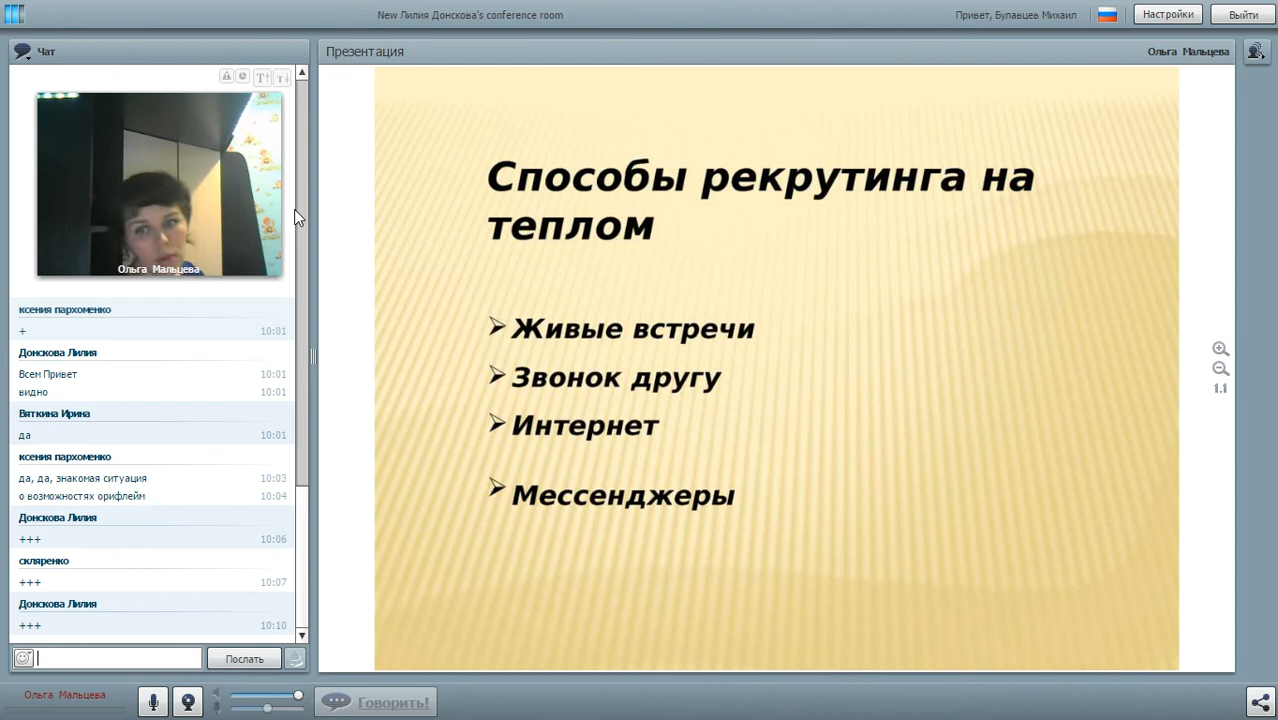 New Лилия Донскова's conference room
Привет, Булавцев Михаил
Настройки
Выйти
Чат
Ольга Мальцева
ксения пархоменко
+ 10:01
Донскова Лилия
Всем Привет 10:01
видно 10:01
Вяткина Ирина
да 10:01
ксения пархоменко
да, да, знакомая ситуация 10:03
о возможностях орифлейм 10:04
Донскова Лилия
+++ 10:06
скляренко
+++ 10:07
Донскова Лилия
+++ 10:10
Послать
Ольга Мальцева
Говорить!
Презентация
Ольга Мальцева
Способы рекрутинга на
теплом
Живые встречи
Звонок другу
Интернет
Мессенджеры
1.1